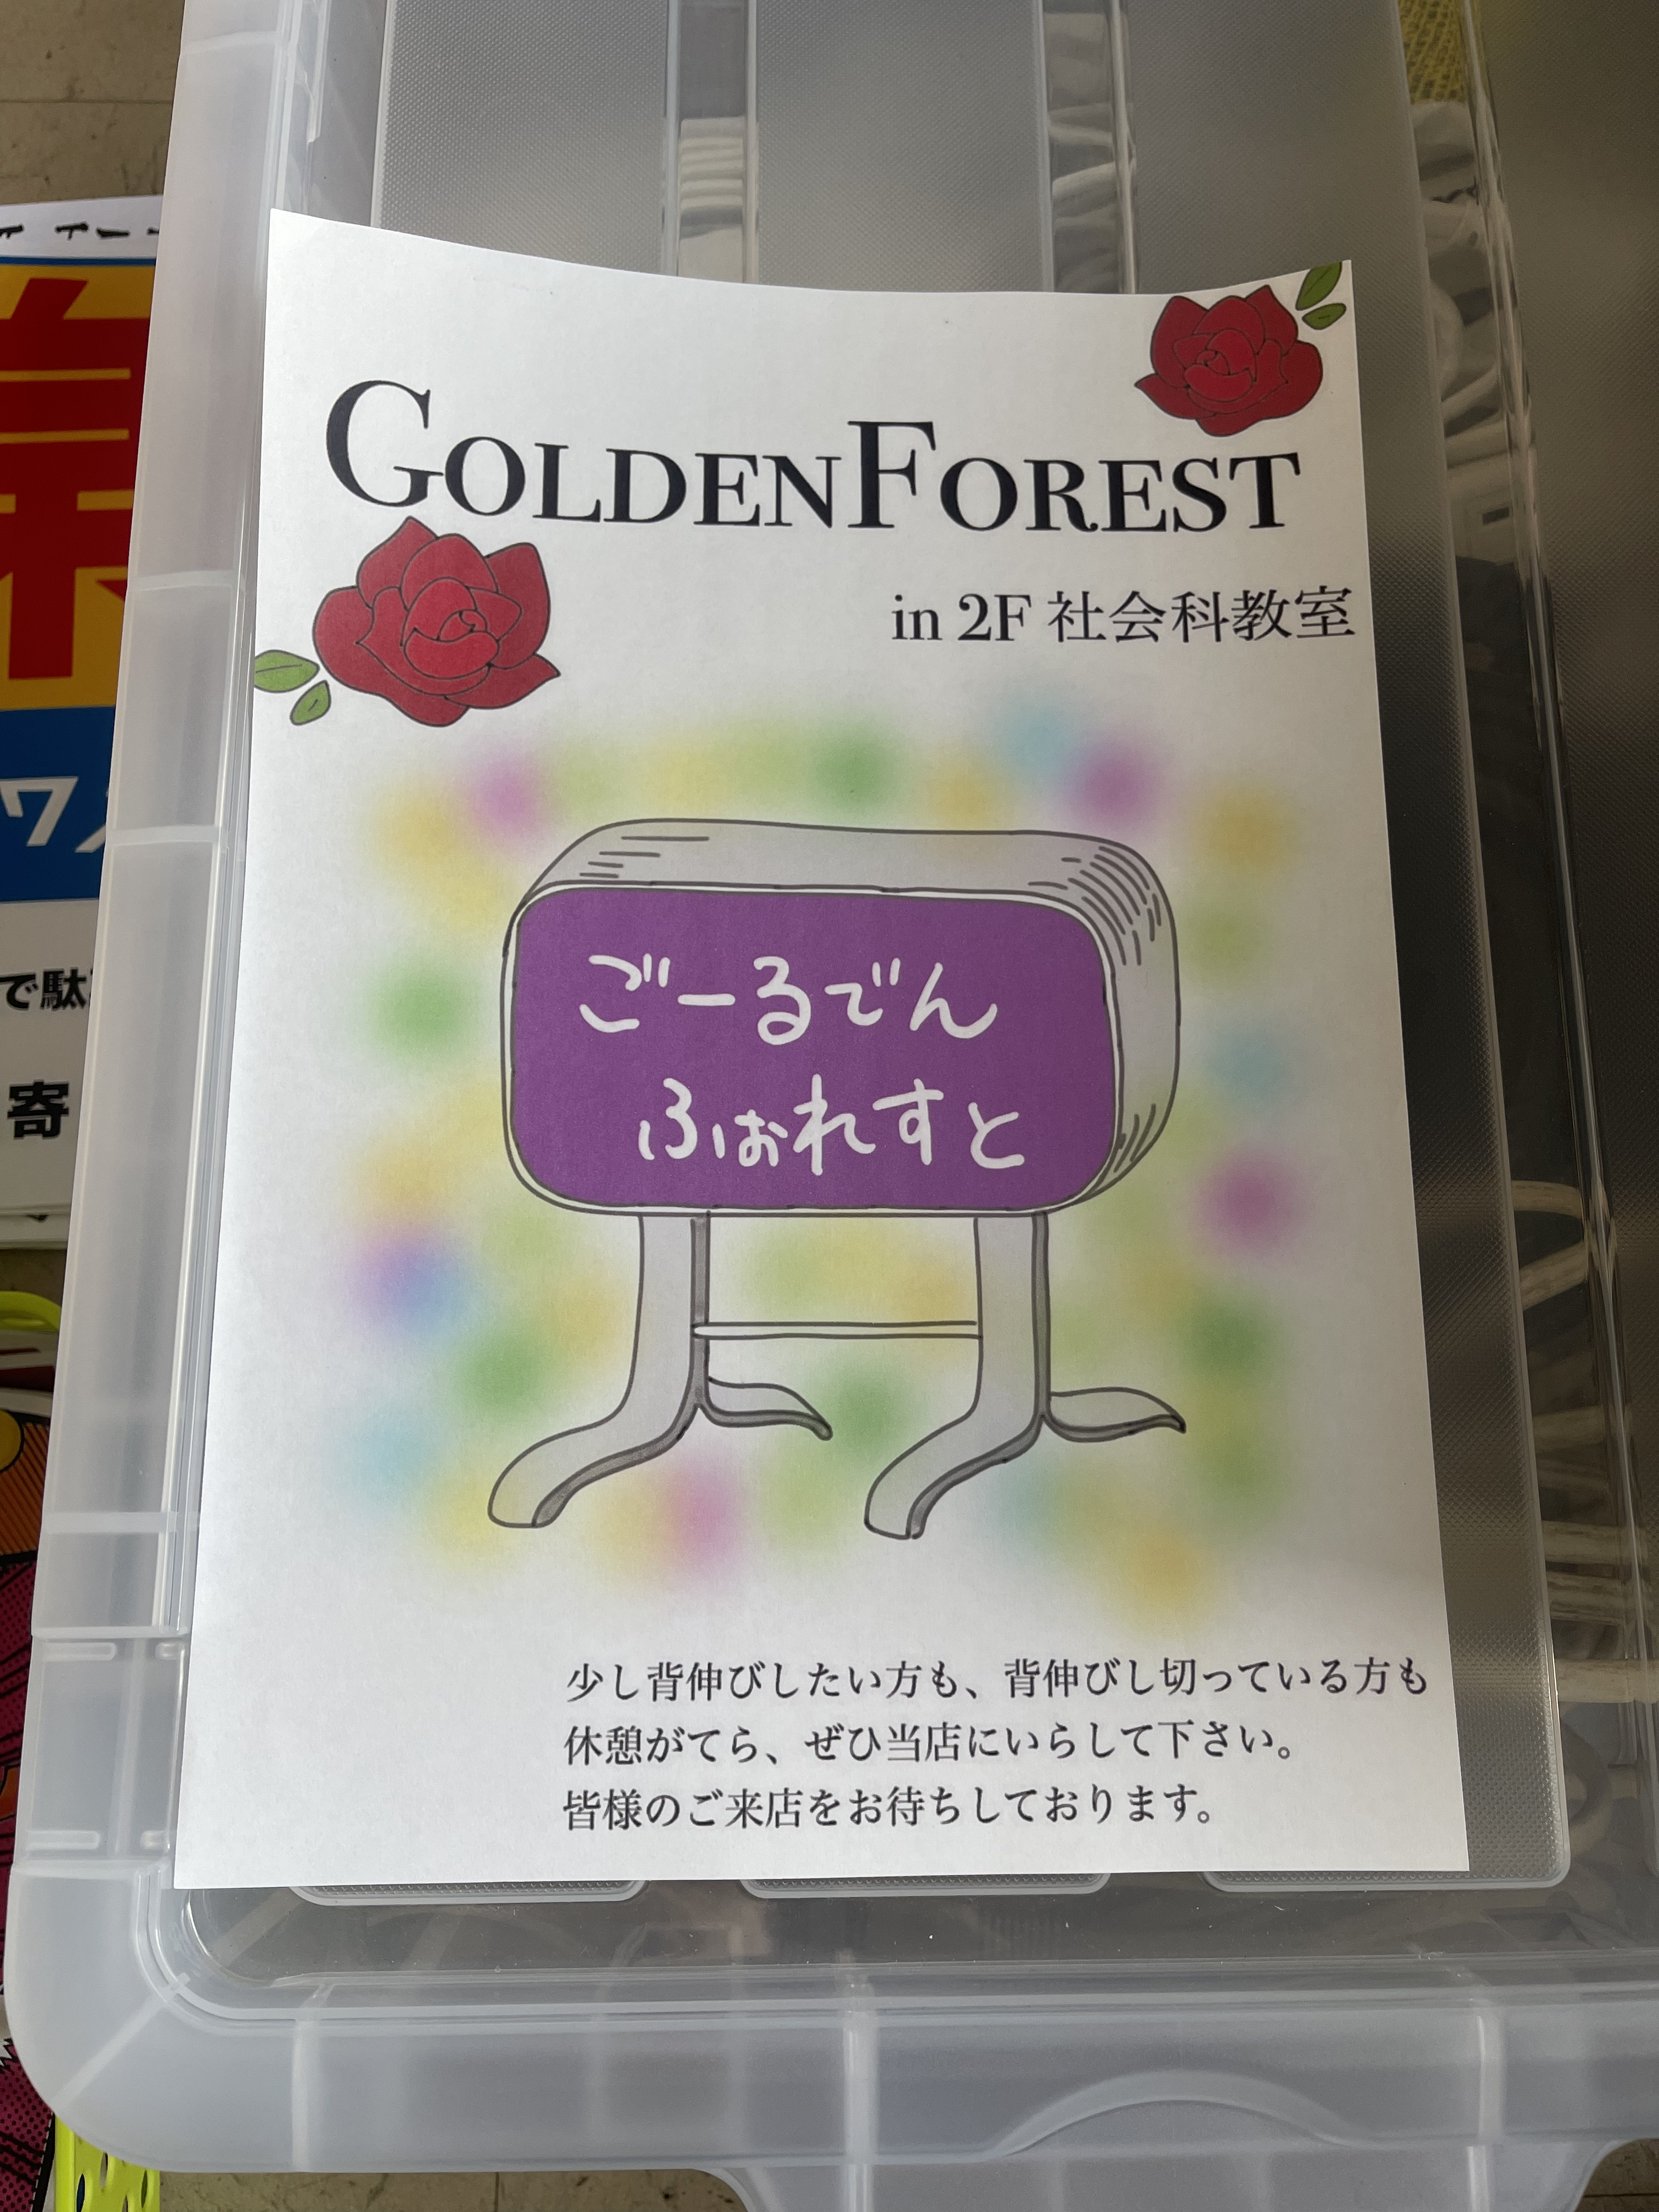 GOLDENFOREST
in 2F 社会科教室
ごーるでん
ふぉれすと
少し背伸びしたい方も、背伸びし切っている方も
休憩がてら、ぜひ当店にいらして下さい。
皆様のご来店をお待ちしております。
で駄
寄